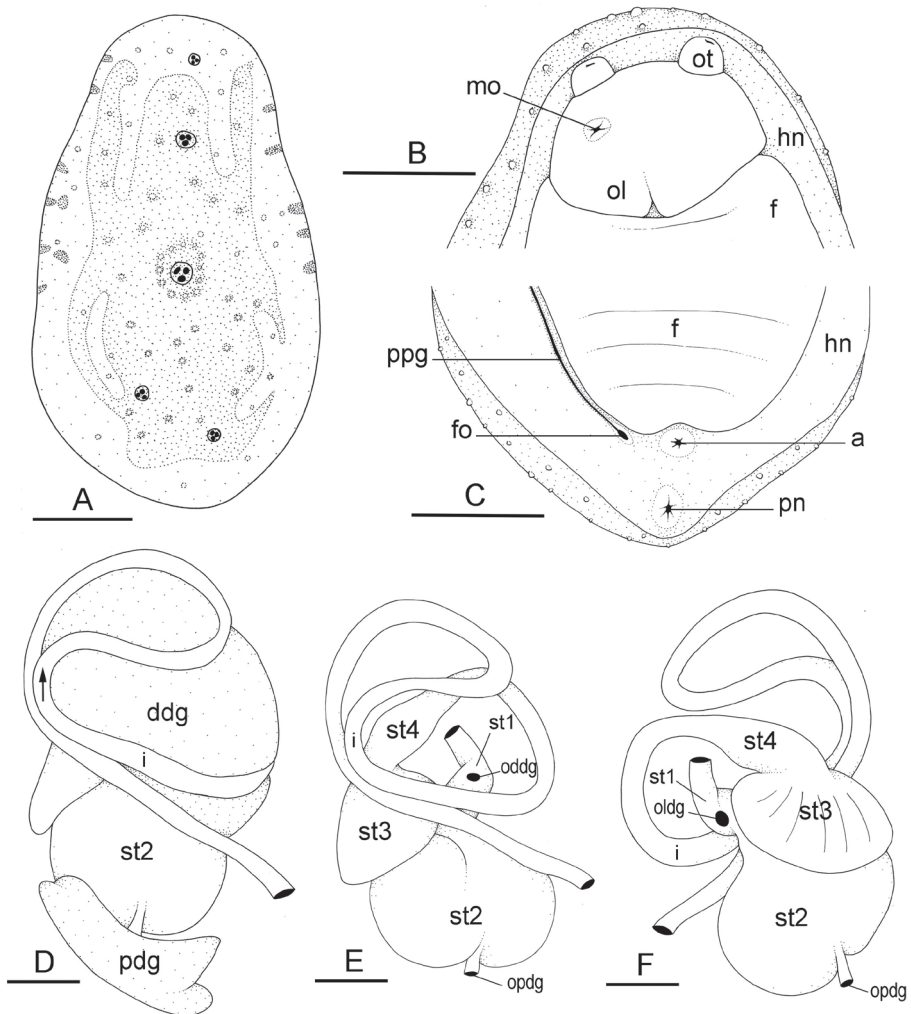 ot
mo
B
hn
ol
f
f
ppg
hn
fo
a
A
C
pn
ddg
st1
st4
st4
i
oddg
st1
i
st3
oldg
st3
st2
i
st2
st2
D
pdg
E
opdg
F
opdg